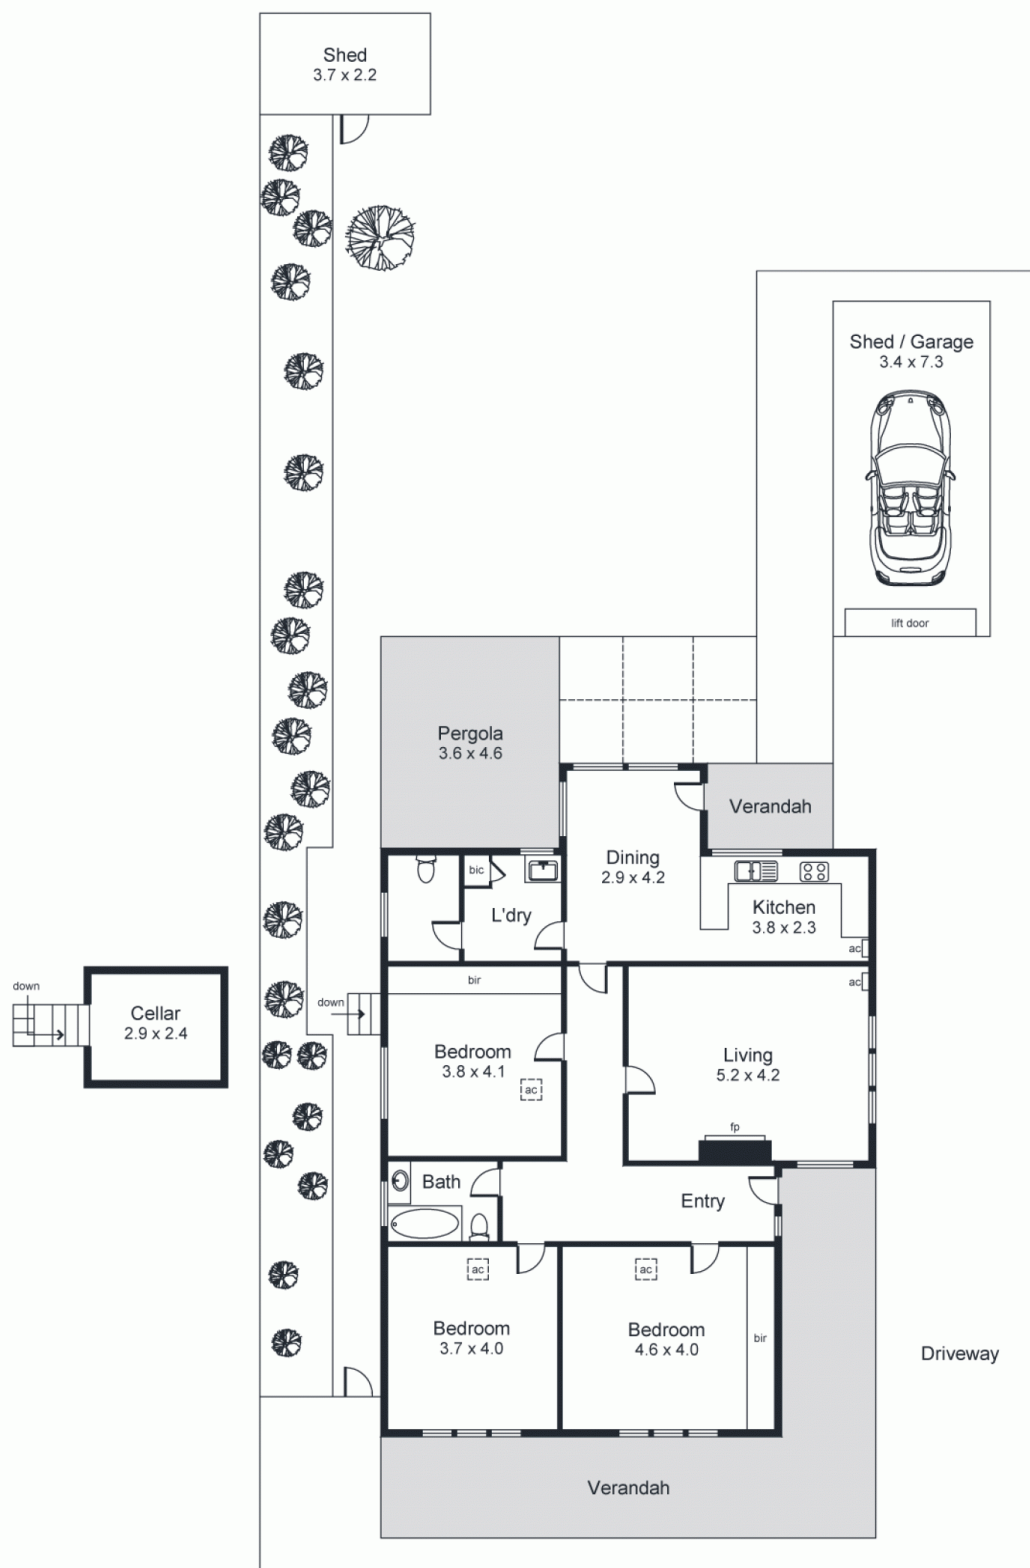 Shed
3.7 x 2.2
Shed / Garage
3.4 x 7.3
lift door
Pergola
3.6 x 4.6
Verandah
Dining
2.9 x 4.2
bic
L'dry
Kitchen
3.8 x 2.3
ac
ac
bir
down
down
Cellar
2.9 x 2.4
Bedroom
3.8 x 4.1
ac
Living
5.2 x 4.2
fp
Bath
Entry
ac
ac
Bedroom
3.7 x 4.0
Bedroom
4.6 x 4.0
bir
Driveway
Verandah